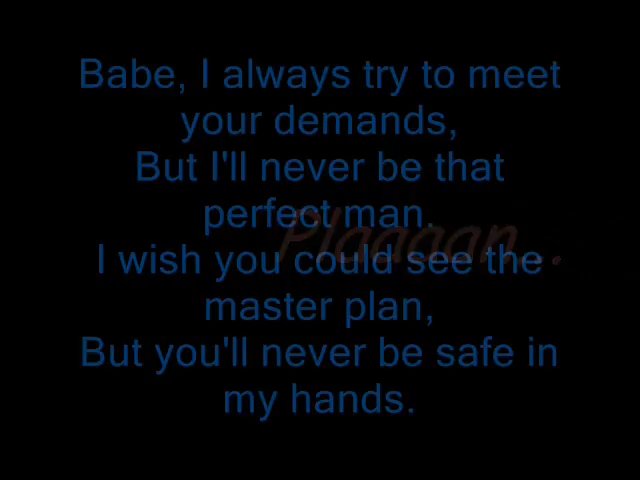 Babe, I always try to meet
your demands,
But I'll never be that
perfect man.
Plaaaan...
I wish you could see the
master plan,
But you'll never be safe in
my hands.